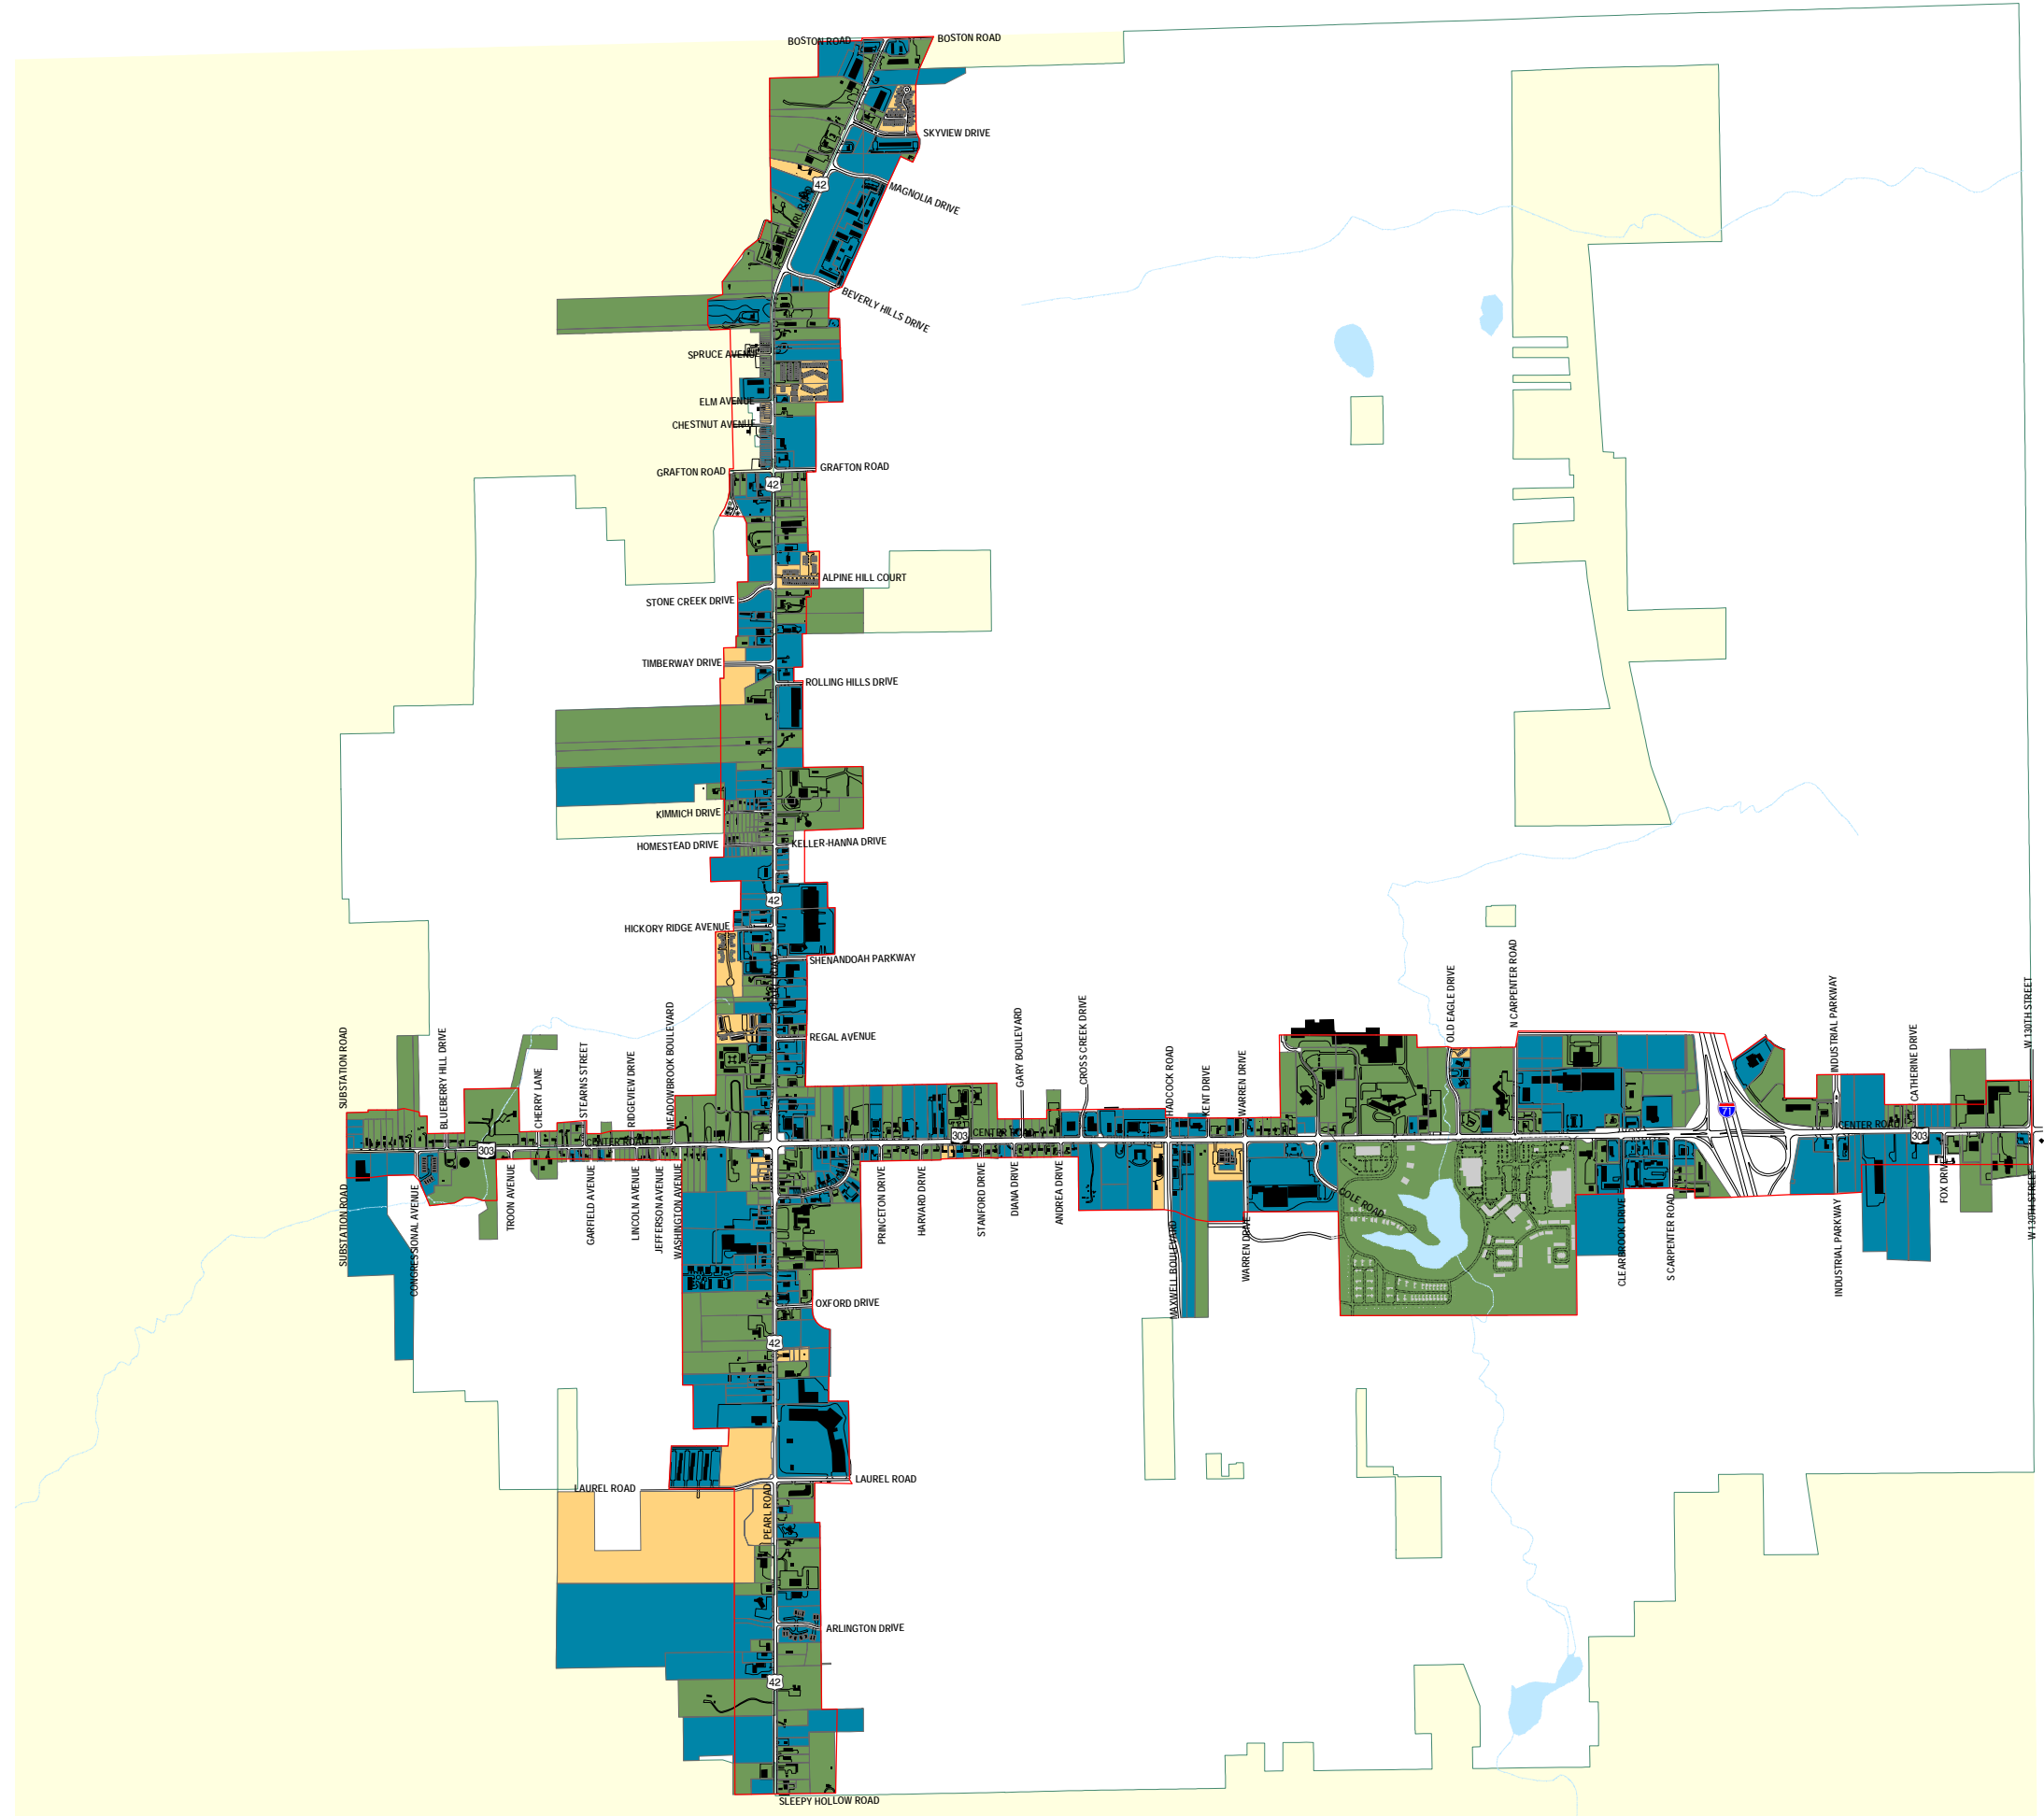 BOSTON ROAD
BOSTON ROAD
SKYVIEW DRIVE
42
MAGNOLIA DRIVE
BEVERLY HILLS DRIVE
SPRUCE AVENUE
ELM AVENUE
CHESTNUT AVENUE
GRAFTON ROAD
GRAFTON ROAD
42
ALPINE HILL COURT
STONE CREEK DRIVE
TIMBERWAY DRIVE
ROLLING HILLS DRIVE
KIMMICH DRIVE
HOMESTEAD DRIVE
KELLER-HANNA DRIVE
42
HICKORY RIDGE AVENUE
SHENANDOAH PARKWAY
REGAL AVENUE
SUBSTATION ROAD
BLUEBERRY HILL DRIVE
CHERRY LANE
STEARNS STREET
RIDGEVIEW DRIVE
MEADOWBROOK BOULEVARD
GARY BOULEVARD
CROSS CREEK DRIVE
HADCOCK ROAD
KENT DRIVE
WARREN DRIVE
OLD EAGLE DRIVE
N CARPENTER ROAD
INDUSTRIAL PARKWAY
CATHERINE DRIVE
W 130TH STREET
71
303
CENTER ROAD
303
CENTER ROAD
CENTER ROAD
303
SUBSTATION ROAD
CONGRESSIONAL AVENUE
TROON AVENUE
GARFIELD AVENUE
LINCOLN AVENUE
JEFFERSON AVENUE
WASHINGTON AVENUE
PRINCETON DRIVE
HARVARD DRIVE
STANFORD DRIVE
DIANA DRIVE
ANDREA DRIVE
MAXWELL BOULEVARD
WARREN DRIVE
COLE ROAD
CLEARBROOK DRIVE
S CARPENTER ROAD
INDUSTRIAL PARKWAY
FOX DRIVE
W 130TH STREET
OXFORD DRIVE
42
LAUREL ROAD
LAUREL ROAD
PEARL ROAD
ARLINGTON DRIVE
42
SLEEPY HOLLOW ROAD